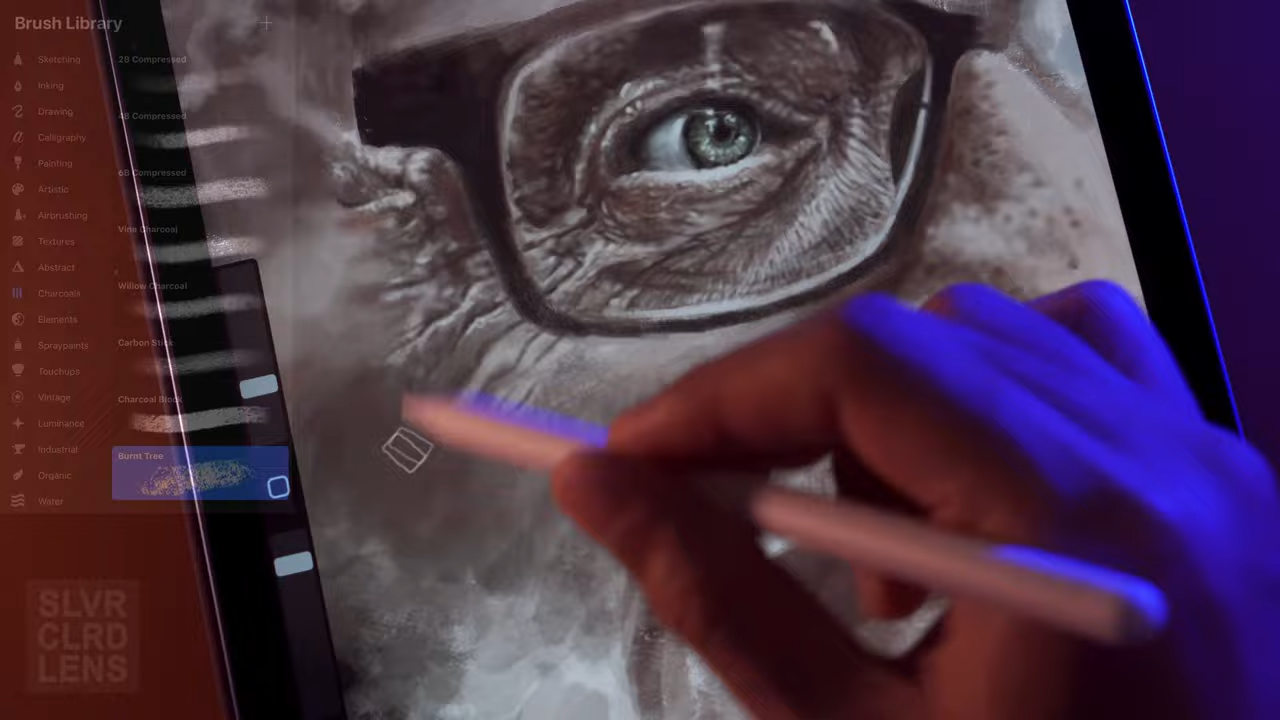 Brush Library
Sketching
Inking
Drawing
Calligraphy
Painting
Artistic
Airbrushing
Textures
Abstract
Charcoals
Elements
Spraypaints
Touchups
Vintage
Luminance
Industrial
Organic
Water
2B Compressed
4B Compressed
6B Compressed
Vine Charcoal
Willow Charcoal
Carbon Stick
Charcoal Block
Burnt Tree
SLVR
CLRD
LENS